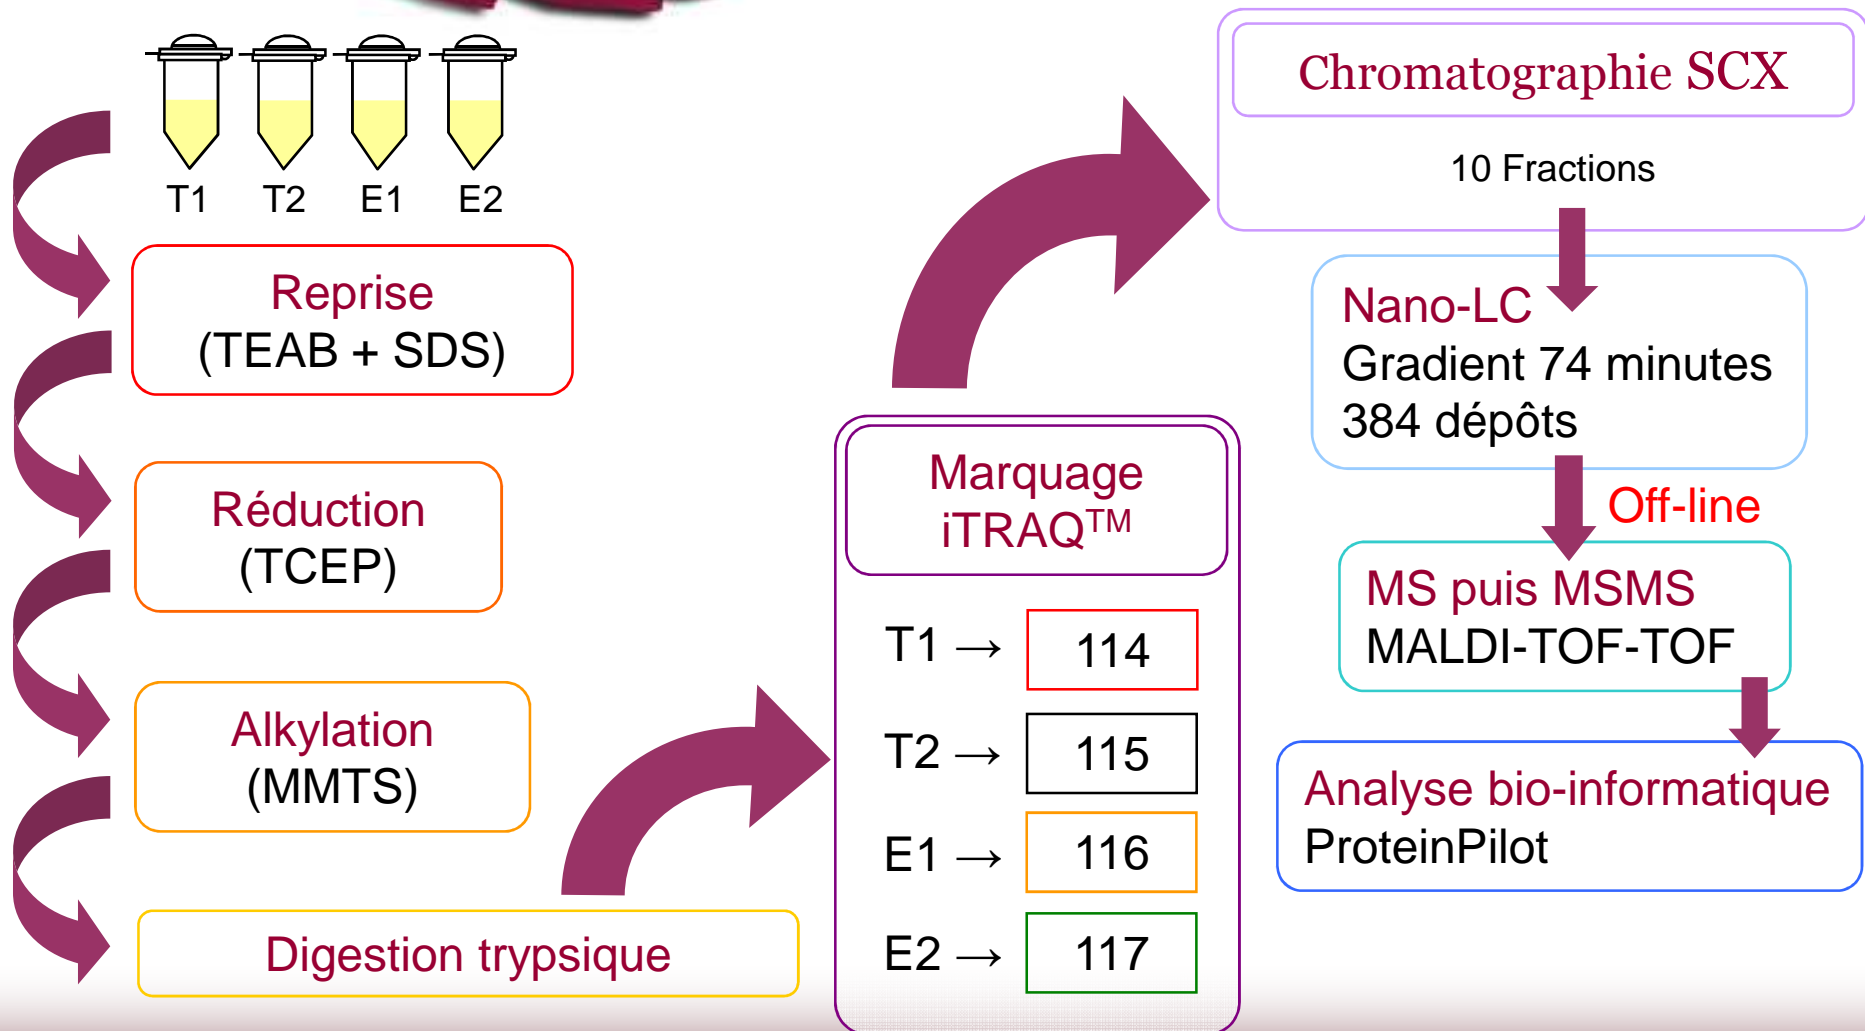 T1 T2 E1 E2
Reprise
(TEAB + SDS)
Réduction
(TCEP)
Alkylation
(MMTS)
Digestion trypsique
Marquage
iTRAQ™
T1 → 114
T2 → 115
E1 → 116
E2 → 117
Chromatographie SCX
10 Fractions
Nano-LC
Gradient 74 minutes
384 dépôts
Off-line
MS puis MSMS
MALDI-TOF-TOF
Analyse bio-informatique
ProteinPilot